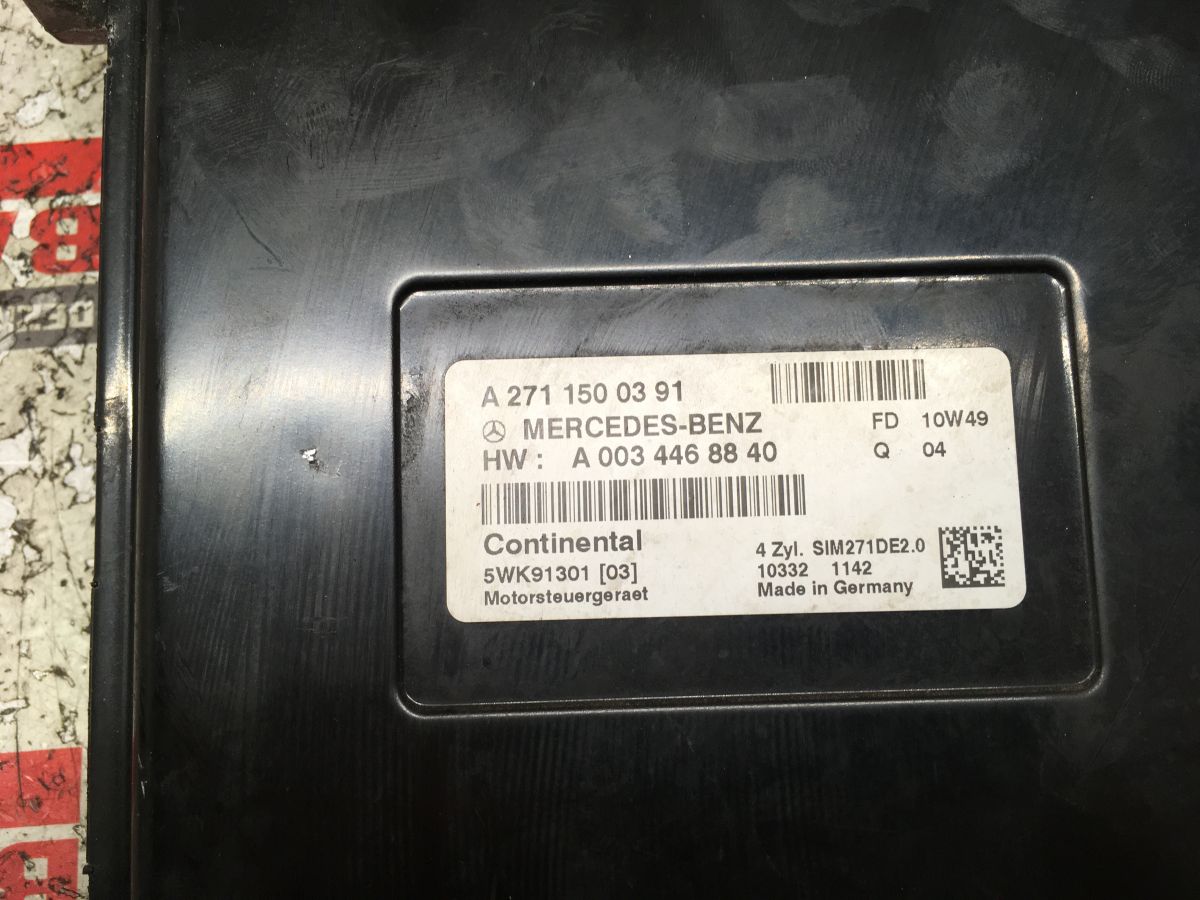 A 271 150 03 91
MERCEDES-BENZ
HW : A 003 446 88 40
FD 10W49
Q 04
Continental
5WK91301 [03]
Motorsteuergeraet
4 Zyl. SIM271DE2.0
10332 1142
Made in Germany